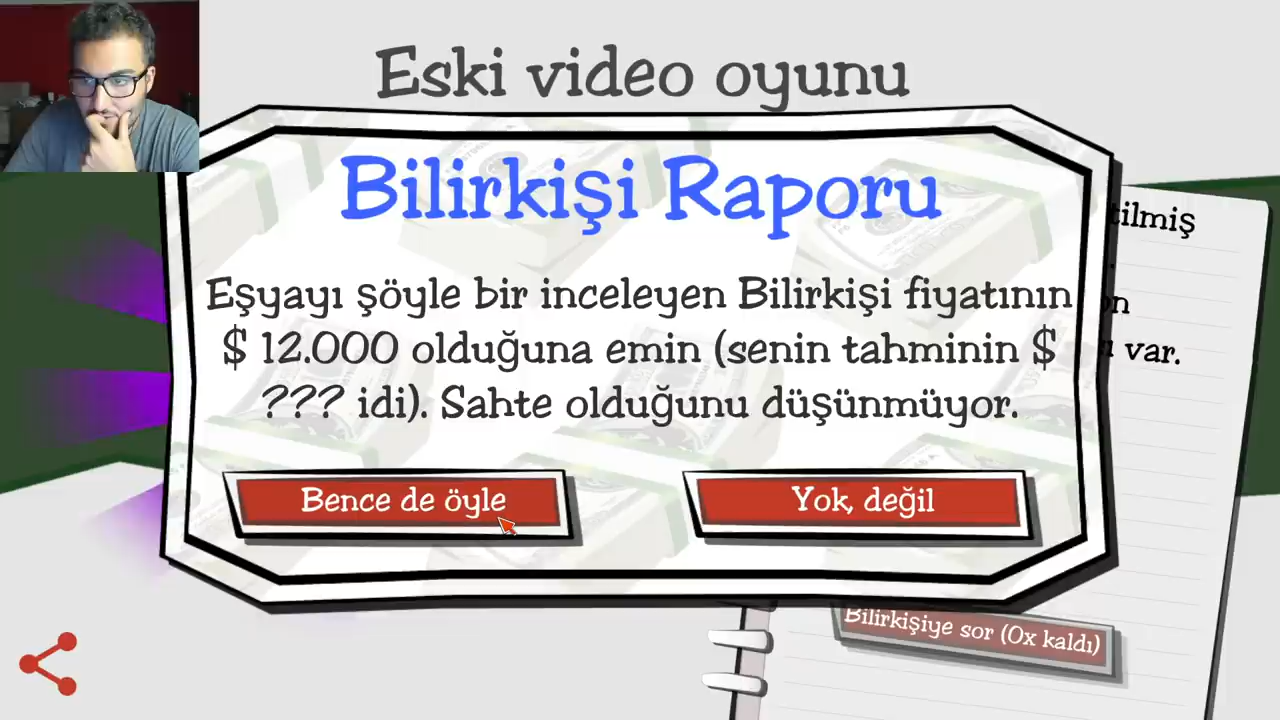 Eski video oyunu
Bilirkişi Raporu
Eşyayı şöyle bir inceleyen Bilirkişi fiyatının
$ 12.000 olduğuna emin (senin tahminin $
??? idi). Sahte olduğunu düşünmüyor.
Bence de öyle
Yok, değil
tilmiş
var.
Bilirkişiye sor (0x kaldı)